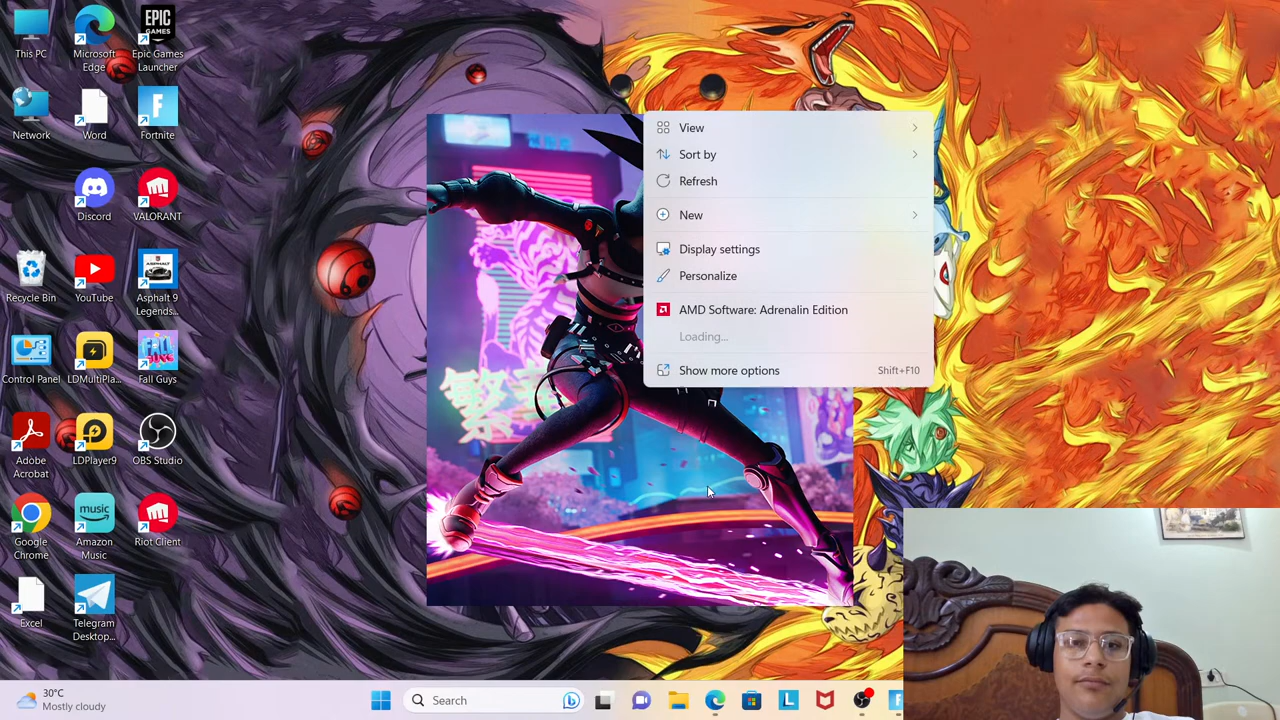 This PC
Microsoft
Edge
EPIC
GAMES
Epic Games
Launcher
Network
Word
F
Fortnite
Discord
VALORANT
Recycle Bin
YouTube
Asphalt 9
Legends...
Control Panel
LDMultiPla...
FALL
GUYS
Fall Guys
Adobe
Acrobat
LDPlayer9
OBS Studio
Google
Chrome
music
Amazon
Music
Riot Client
Excel
Telegram
Desktop...
View
Sort by
Refresh
New
Display settings
Personalize
AMD Software: Adrenalin Edition
Loading...
Show more options Shift+F10
30°C
Mostly cloudy
Search
L
F